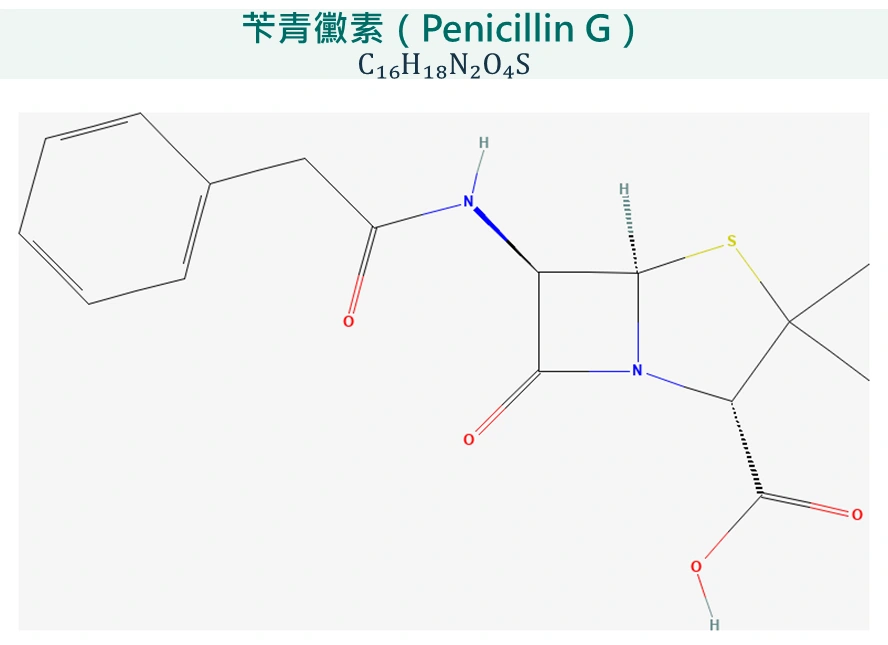 苄青黴素（Penicillin G）
C₁₆H₁₈N₂O₄S
H
H
N
S
O
N
O
O
O
H